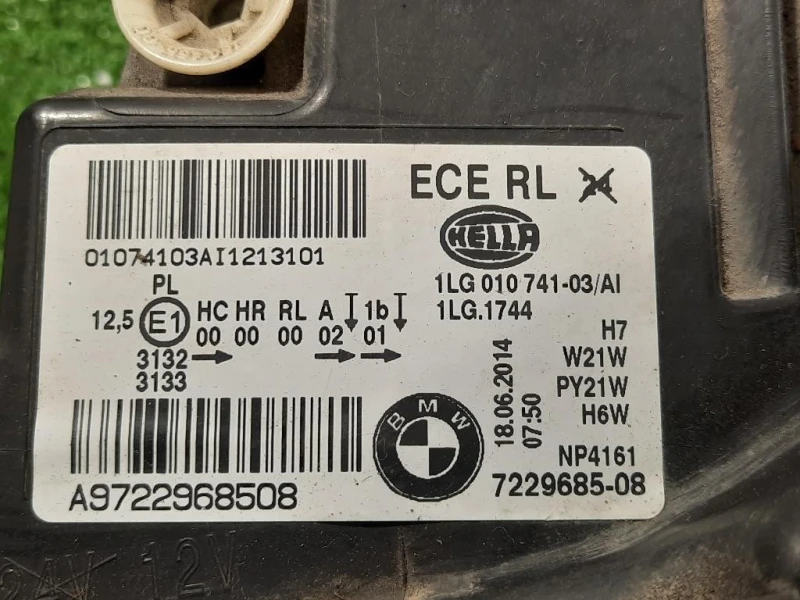 ECE RL 24
HELLA
01074103AI1213101
1LG 010 741-03/AI
1LG.1744
PL
12,5 E1 HC HR RL A 1b
00 00 00 02 01
3132
3133
H7
W21W
PY21W
H6W
18.06.2014
07:50
BMW
NP4161
A9722968508
7229685-08
24V 12V